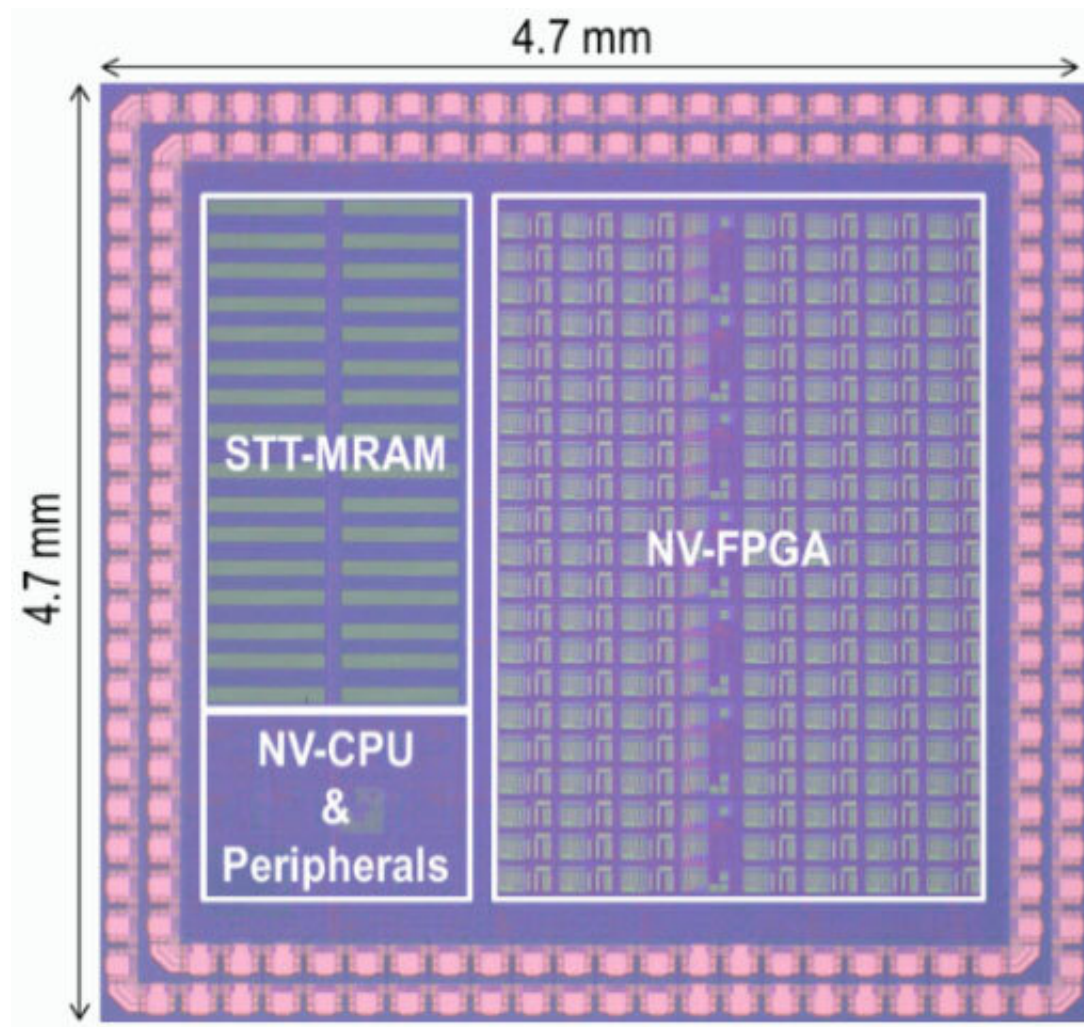 4.7 mm
4.7 mm
STT-MRAM
NV-FPGA
NV-CPU
&
Peripherals